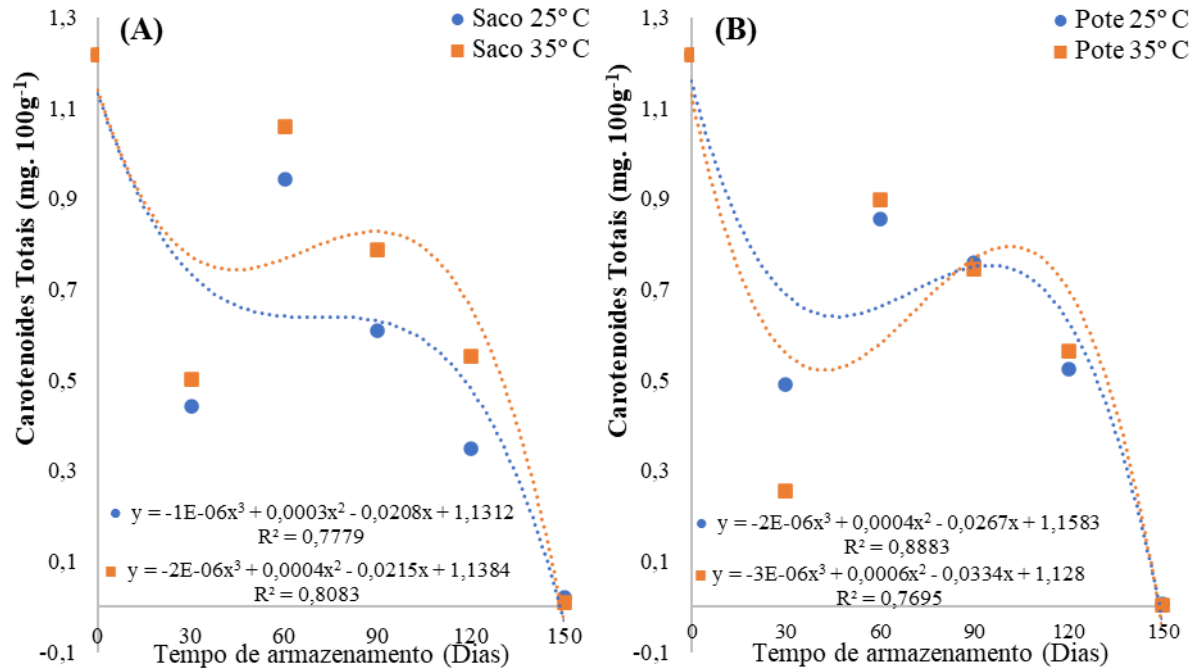 (A)
Saco 25° C
Saco 35° C
Carotenoides Totais (mg. 100g⁻¹)
1,3
1,1
0,9
0,7
0,5
0,3
0,1
-0,1
y = -1E-06x³ + 0,0003x² - 0,0208x + 1,1312
R² = 0,7779
y = -2E-06x³ + 0,0004x² - 0,0215x + 1,1384
R² = 0,8083
0 30 60 90 120 150
Tempo de armazenamento (Dias)
(B)
Pote 25° C
Pote 35° C
Carotenoides Totais (mg. 100g⁻¹)
1,3
1,1
0,9
0,7
0,5
0,3
0,1
-0,1
y = -2E-06x³ + 0,0004x² - 0,0267x + 1,1583
R² = 0,8883
y = -3E-06x³ + 0,0006x² - 0,0334x + 1,128
R² = 0,7695
0 30 60 90 120 150
Tempo de armazenamento (Dias)